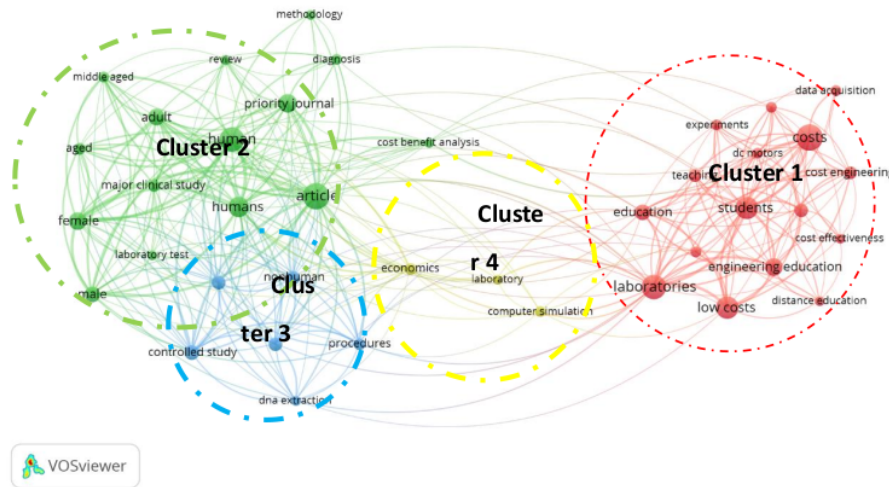 methodology
review
diagnosis
middle aged
data acquisition
priority journal
adult
experiments
costs
human
cost benefit analysis
aged
Cluster 2
dc motors
Cluster 1
teaching
cost engineering
major clinical study
article
humans
female
Cluste
education
students
cost effectiveness
laboratory test
r 4
nonhuman
economics
laboratory
engineering education
Clus
laboratories
male
low costs
distance education
computer simulation
ter 3
controlled study
procedures
dna extraction
VOSviewer